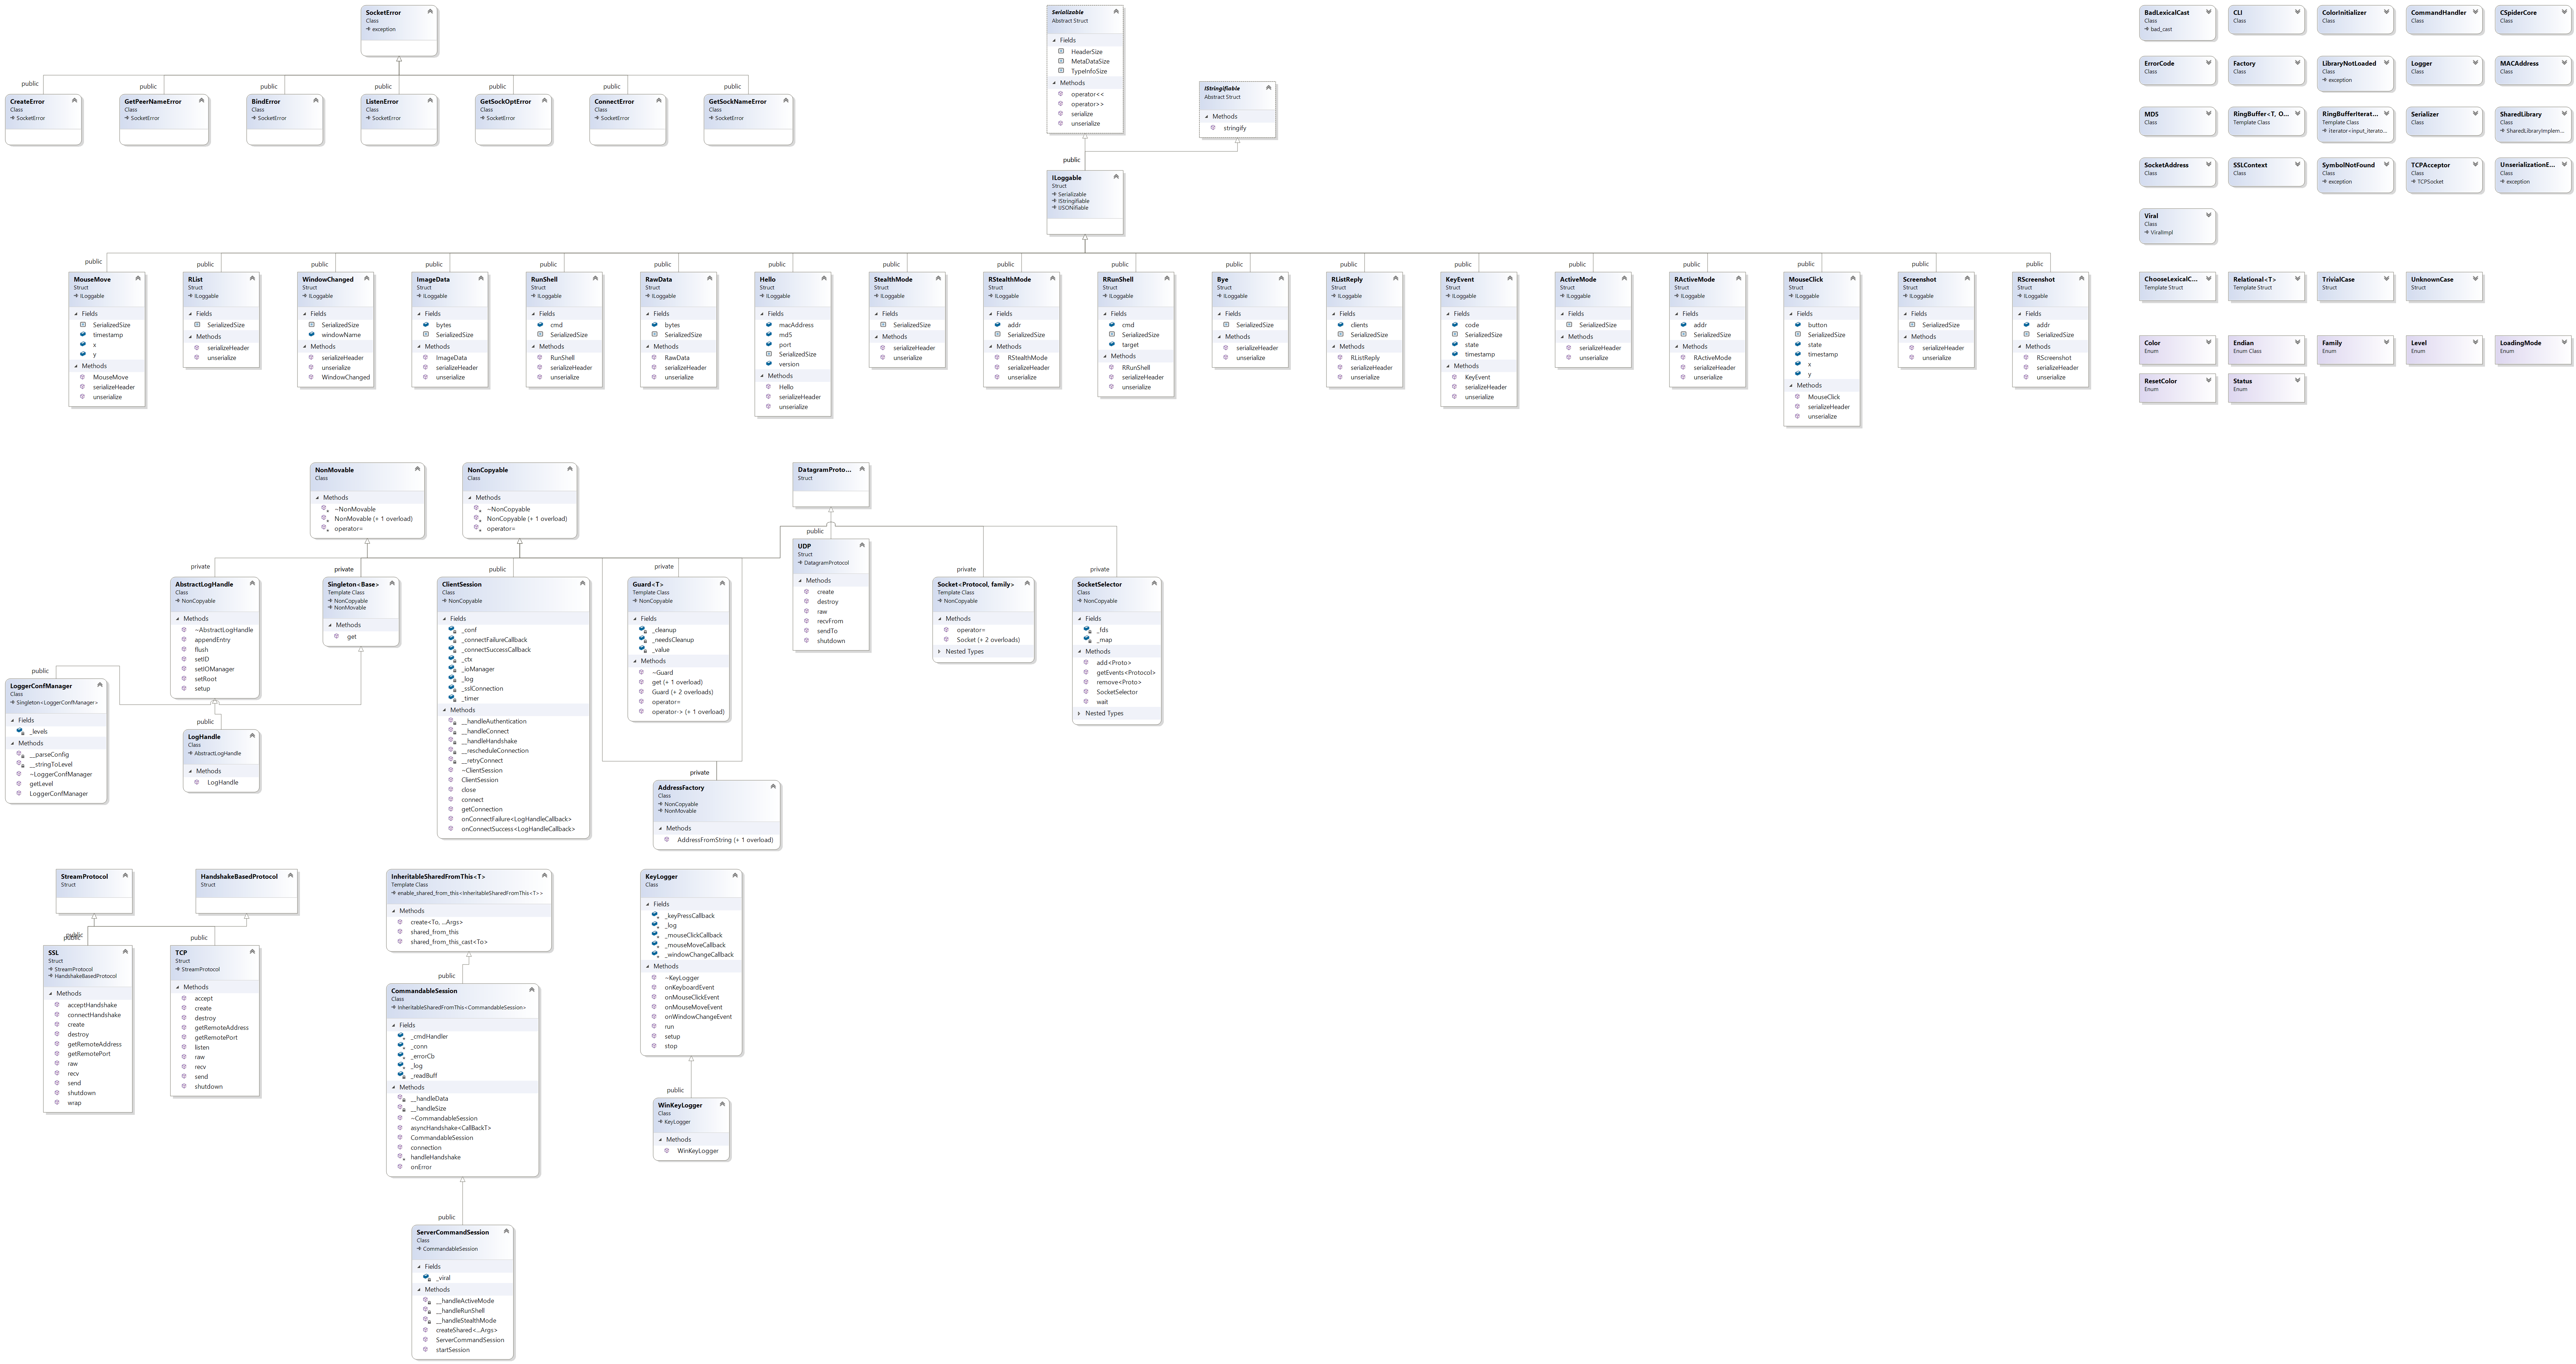 SocketError
Class
exception
public
public
public
public
public
public
public
CreateError
Class
SocketError
GetPeerNameError
Class
SocketError
BindError
Class
SocketError
ListenError
Class
SocketError
GetSockOptError
Class
SocketError
ConnectError
Class
SocketError
GetSockNameError
Class
SocketError
Serializable
Abstract Struct
Fields
HeaderSize
MetaDataSize
TypeInfoSize
Methods
operator<<
operator>>
serialize
unserialize
IStringifiable
Abstract Struct
Methods
stringify
public
ILoggable
Struct
Serializable
IStringifiable
IJSONifiable
public
MouseMove
Struct
ILoggable
Fields
SerializedSize
timestamp
x
y
Methods
MouseMove
serializeHeader
unserialize
public
RList
Struct
ILoggable
Fields
SerializedSize
Methods
serializeHeader
unserialize
public
WindowChanged
Struct
ILoggable
Fields
SerializedSize
windowName
Methods
serializeHeader
unserialize
WindowChanged
public
ImageData
Struct
ILoggable
Fields
bytes
SerializedSize
Methods
ImageData
serializeHeader
unserialize
public
RunShell
Struct
ILoggable
Fields
cmd
SerializedSize
Methods
RunShell
serializeHeader
unserialize
public
RawData
Struct
ILoggable
Fields
bytes
SerializedSize
Methods
RawData
serializeHeader
unserialize
public
Hello
Struct
ILoggable
Fields
macAddress
md5
port
SerializedSize
version
Methods
Hello
serializeHeader
unserialize
public
StealthMode
Struct
ILoggable
Fields
SerializedSize
Methods
serializeHeader
unserialize
public
RStealthMode
Struct
ILoggable
Fields
addr
SerializedSize
Methods
RStealthMode
serializeHeader
unserialize
public
RRunShell
Struct
ILoggable
Fields
cmd
SerializedSize
target
Methods
RRunShell
serializeHeader
unserialize
public
Bye
Struct
ILoggable
Fields
SerializedSize
Methods
serializeHeader
unserialize
public
RListReply
Struct
ILoggable
Fields
clients
SerializedSize
Methods
RListReply
serializeHeader
unserialize
public
KeyEvent
Struct
ILoggable
Fields
code
SerializedSize
state
timestamp
Methods
KeyEvent
serializeHeader
unserialize
public
ActiveMode
Struct
ILoggable
Fields
SerializedSize
Methods
serializeHeader
unserialize
public
RActiveMode
Struct
ILoggable
Fields
addr
SerializedSize
Methods
RActiveMode
serializeHeader
unserialize
public
MouseClick
Struct
ILoggable
Fields
button
SerializedSize
state
timestamp
x
y
Methods
MouseClick
serializeHeader
unserialize
public
Screenshot
Struct
ILoggable
Fields
SerializedSize
Methods
serializeHeader
unserialize
public
RScreenshot
Struct
ILoggable
Fields
addr
SerializedSize
Methods
RScreenshot
serializeHeader
unserialize
BadLexicalCast
Class
bad_cast
CLI
Class
ColorInitializer
Class
CommandHandler
Class
CSpiderCore
Class
ErrorCode
Class
Factory
Class
LibraryNotLoaded
Class
exception
Logger
Class
MACAddress
Class
MD5
Class
RingBuffer<T, O...
Template Class
RingBufferIterat...
Template Class
iterator<input_iterato...
Serializer
Class
SharedLibrary
Class
SharedLibraryImplem...
SocketAddress
Class
SSLContext
Class
SymbolNotFound
Class
exception
TCPAcceptor
Class
TCPSocket
UnserializationE...
Class
exception
Viral
Class
ViralImpl
ChooseLexicalC...
Template Struct
Relational<T>
Template Struct
TrivialCase
Struct
UnknownCase
Struct
Color
Enum
Endian
Enum Class
Family
Enum
Level
Enum
LoadingMode
Enum
ResetColor
Enum
Status
Enum
NonMovable
Class
Methods
~NonMovable
NonMovable (+ 1 overload)
operator=
NonCopyable
Class
Methods
~NonCopyable
NonCopyable (+ 1 overload)
operator=
DatagramProto...
Struct
public
UDP
Struct
DatagramProtocol
Methods
create
destroy
raw
recvFrom
sendTo
shutdown
private
AbstractLogHandle
Class
NonCopyable
Methods
~AbstractLogHandle
appendEntry
flush
setID
setIOManager
setRoot
setup
private
Singleton<Base>
Template Class
NonCopyable
NonMovable
Methods
get
public
ClientSession
Class
NonCopyable
Fields
_conf
_connectFailureCallback
_connectSuccessCallback
_ctx
_ioManager
_log
_sslConnection
_timer
Methods
__handleAuthentication
__handleConnect
__handleHandshake
__rescheduleConnection
__retryConnect
~ClientSession
ClientSession
close
connect
getConnection
onConnectFailure<LogHandleCallback>
onConnectSuccess<LogHandleCallback>
private
Guard<T>
Template Class
NonCopyable
Fields
_cleanup
_needsCleanup
_value
Methods
~Guard
get (+ 1 overload)
Guard (+ 2 overloads)
operator=
operator-> (+ 1 overload)
private
Socket<Protocol, family>
Template Class
NonCopyable
Methods
operator=
Socket (+ 2 overloads)
Nested Types
private
SocketSelector
Class
NonCopyable
Fields
_fds
_map
Methods
add<Proto>
getEvents<Protocol>
remove<Proto>
SocketSelector
wait
Nested Types
public
LoggerConfManager
Class
Singleton<LoggerConfManager>
Fields
_levels
Methods
__parseConfig
__stringToLevel
~LoggerConfManager
getLevel
LoggerConfManager
public
LogHandle
Class
AbstractLogHandle
Methods
LogHandle
private
AddressFactory
Class
NonCopyable
NonMovable
Methods
AddressFromString (+ 1 overload)
StreamProtocol
Struct
HandshakeBasedProtocol
Struct
public
public
SSL
Struct
StreamProtocol
HandshakeBasedProtocol
Methods
acceptHandshake
connectHandshake
create
destroy
getRemoteAddress
getRemotePort
raw
recv
send
shutdown
wrap
public
TCP
Struct
StreamProtocol
Methods
accept
create
destroy
getRemoteAddress
getRemotePort
listen
raw
recv
send
shutdown
InheritableSharedFromThis<T>
Template Class
enable_shared_from_this<InheritableSharedFromThis<T>>
Methods
create<To, ...Args>
shared_from_this
shared_from_this_cast<To>
public
CommandableSession
Class
InheritableSharedFromThis<CommandableSession>
Fields
_cmdHandler
_conn
_errorCb
_log
_readBuff
Methods
__handleData
__handleSize
~CommandableSession
asyncHandshake<CallBackT>
CommandableSession
connection
handleHandshake
onError
public
ServerCommandSession
Class
CommandableSession
Fields
_viral
Methods
__handleActiveMode
__handleRunShell
__handleStealthMode
createShared<...Args>
ServerCommandSession
startSession
KeyLogger
Class
Fields
_keyPressCallback
_log
_mouseClickCallback
_mouseMoveCallback
_windowChangeCallback
Methods
~KeyLogger
onKeyboardEvent
onMouseClickEvent
onMouseMoveEvent
onWindowChangeEvent
run
setup
stop
public
WinKeyLogger
Class
KeyLogger
Methods
WinKeyLogger